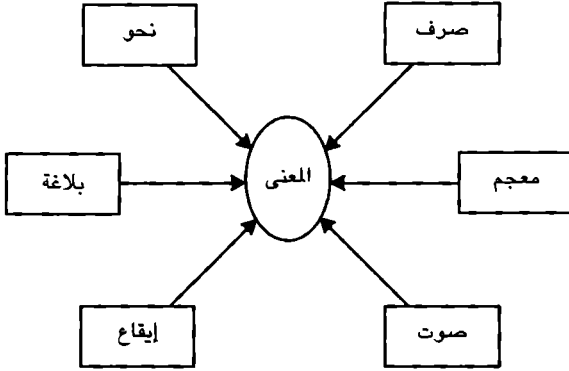 صرف
نحو
معجم
المعنى
بلاغة
صوت
إيقاع